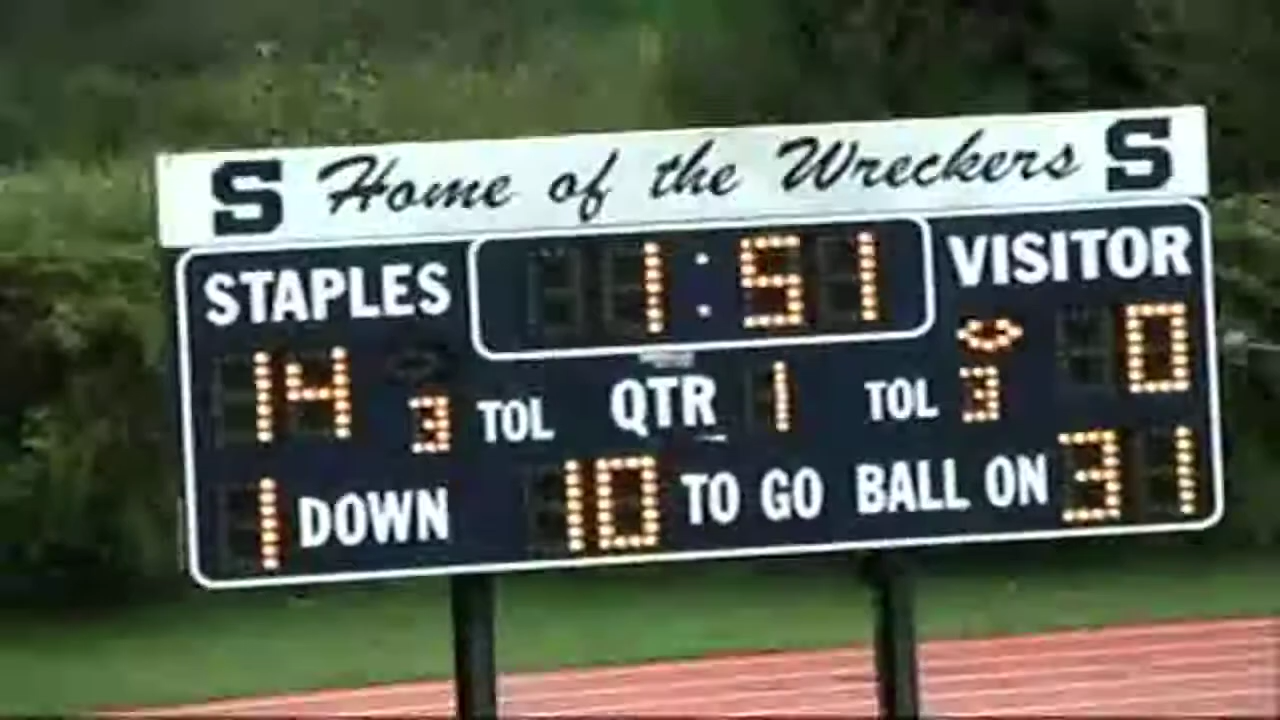 S Home of the Wreckers S
STAPLES 1:51 VISITOR
14 3 TOL QTR 1 TOL 3 0
1 DOWN 10 TO GO BALL ON 31